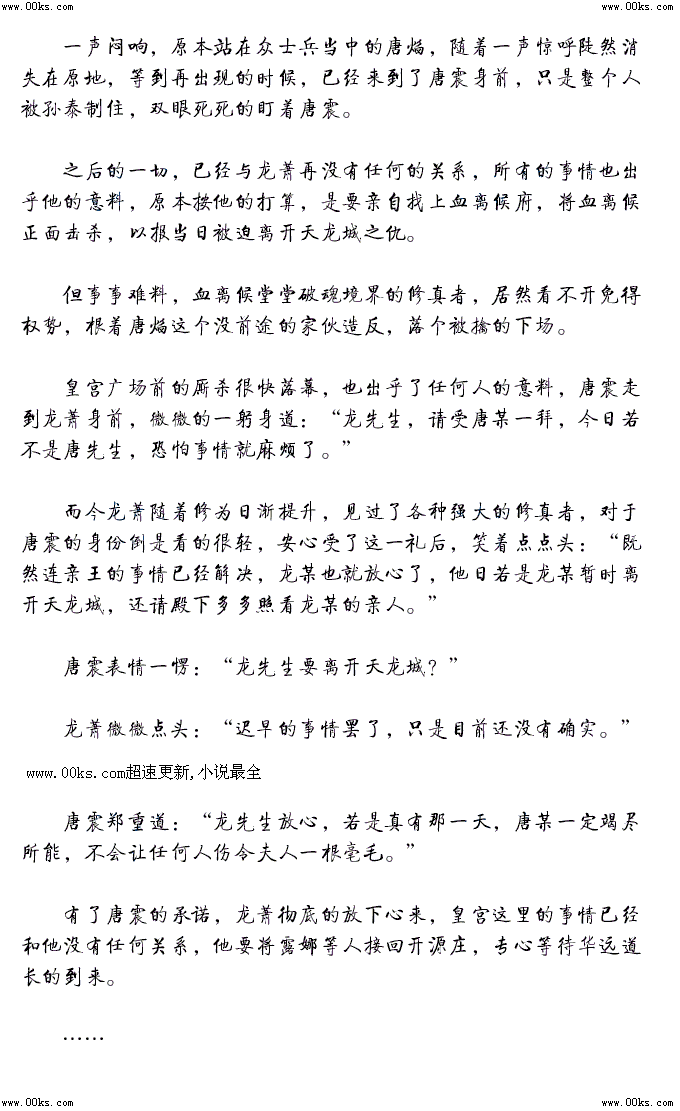 www.00ks.com www.00ks.com
一声闷响，原本站在众士兵当中的唐焰，随着一声惊呼陡然消
失在原地，等到再出现的时候，已经来到了唐震身前，只是整个人
被孙泰制住，双眼死死的盯着唐震。
之后的一切，已经与龙萧再没有任何的关系，所有的事情也出
乎他的意料，原本按他的打算，是要亲自找上血离候府，将血离候
正面击杀，以报当日被迫离开天龙城之仇。
但事事难料，血离候堂堂破魂境界的修真者，居然看不开免得
权势，根着唐焰这个没前途的家伙造反，落个被擒的下场。
皇宫广场前的厮杀很快落幕，也出乎了任何人的意料，唐震走
到龙萧身前，微微的一躬身道：“龙先生，请受唐某一拜，今日若
不是唐先生，恐怕事情就麻烦了。”
而今龙萧随着修为日渐提升，见过了各种强大的修真者，对于
唐震的身份倒是看的很轻，安心受了这一礼后，笑着点点头：“既
然连亲王的事情已经解决，龙某也就放心了，他日若是龙某暂时离
开天龙城，还请殿下多多照看龙某的亲人。”
唐震表情一愣：“龙先生要离开天龙城？”
龙萧微微点头：“迟早的事情罢了，只是目前还没有确实。”
www.00ks.com超速更新,小说最全
唐震郑重道：“龙先生放心，若是真有那一天，唐某一定竭尽
所能，不会让任何人伤令夫人一根毫毛。”
有了唐震的承诺，龙萧彻底的放下心来，皇宫这里的事情已经
和他没有任何关系，他要将露娜等人接回开源庄，专心等待华远道
长的到来。
……
www.00ks.com www.00ks.com